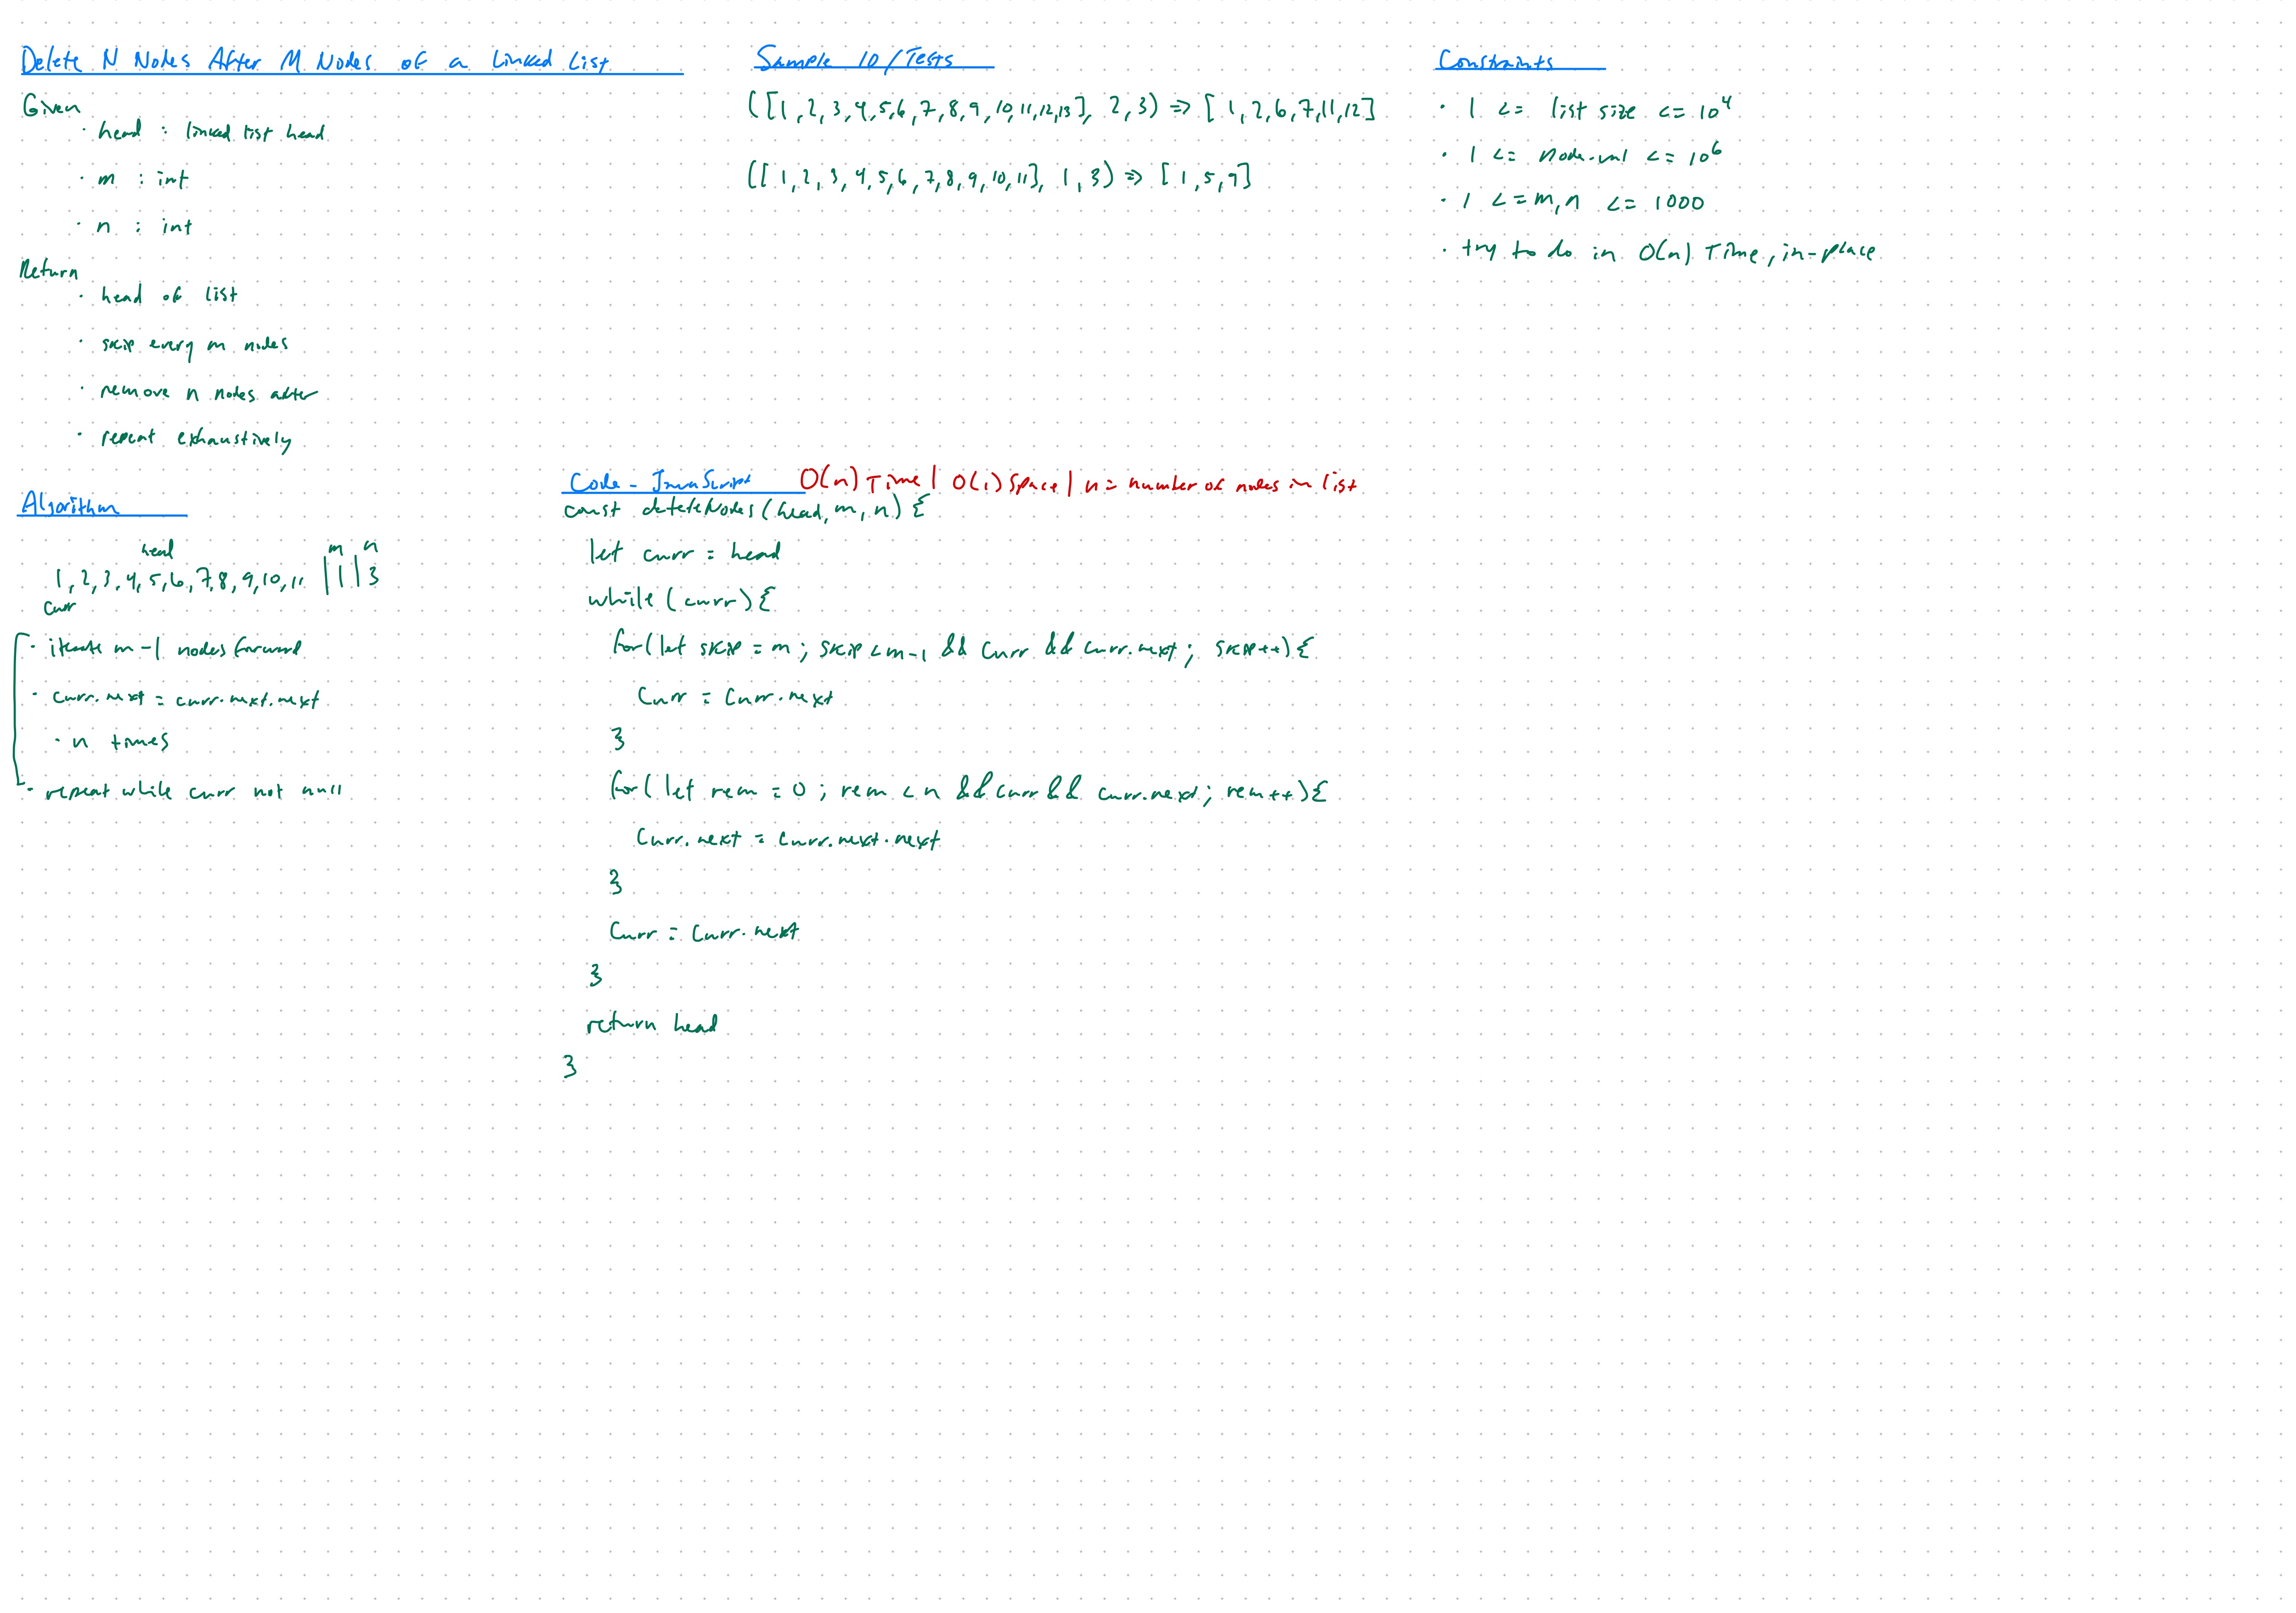 Delete N Nodes After M Nodes of a Linked List
Given
· head : linked list head
· m : int
· n : int
Return
· head of list
· skip every m nodes
· remove n nodes after
· repeat exhaustively
Sample IO/Tests
([1,2,3,4,5,6,7,8,9,10,11,12,13], 2,3) => [1,2,6,7,11,12]
([1,2,3,4,5,6,7,8,9,10,11], 1,3) => [1,5,9]
Constraints
· 1 <= list size <= 10^4
· 1 <= node.val <= 10^6
· 1 <= m,n <= 1000
· try to do in O(n) Time, in-place
Algorithm
head m n
1,2,3,4,5,6,7,8,9,10,11 | 1 | 3
curr
· iterate m-1 nodes forward
· curr.next = curr.next.next
· n times
· repeat while curr not null
Code - JavaScript O(n) Time | O(1) Space | n = number of nodes in list
const deleteNodes(head, m, n) {
let curr = head
while (curr) {
for(let skip = m; skip < m-1 && curr && curr.next; skip++) {
curr = curr.next
}
for(let rem = 0; rem < n && curr && curr.next; rem++) {
curr.next = curr.next.next
}
curr = curr.next
}
return head
}